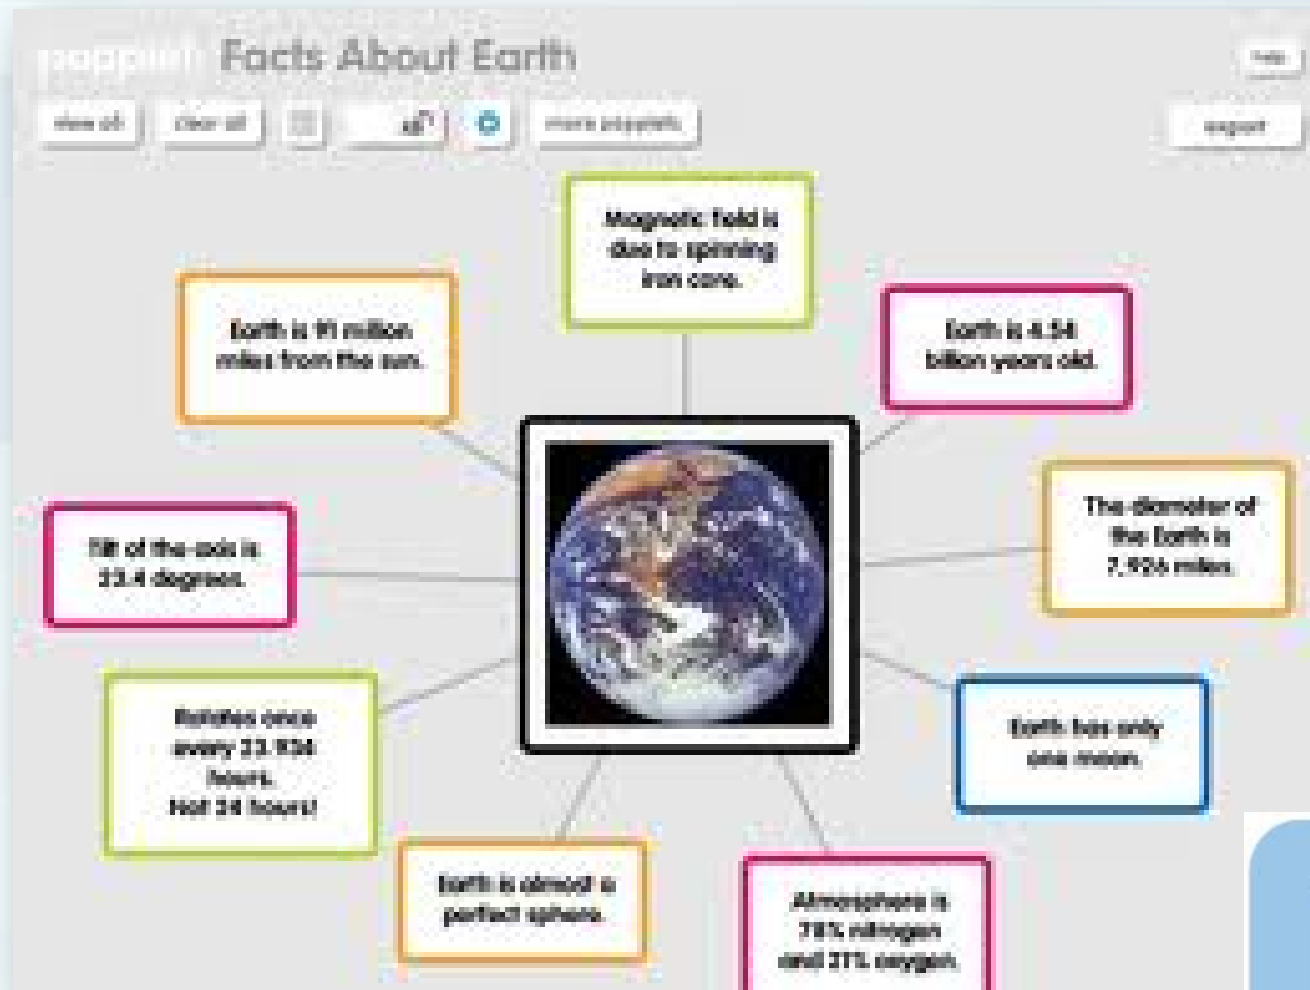 popplet Facts About Earth
help
view all
clear all
more popplets
export
Magnetic field is
due to spinning
iron core.
Earth is 91 million
miles from the sun.
Earth is 4.54
billion years old.
Tilt of the axis is
23.4 degrees.
The diameter of
the Earth is
7,926 miles.
Rotates once
every 23.936
hours.
Not 24 hours!
Earth has only
one moon.
Earth is almost a
perfect sphere.
Atmosphere is
78% nitrogen
and 21% oxygen.